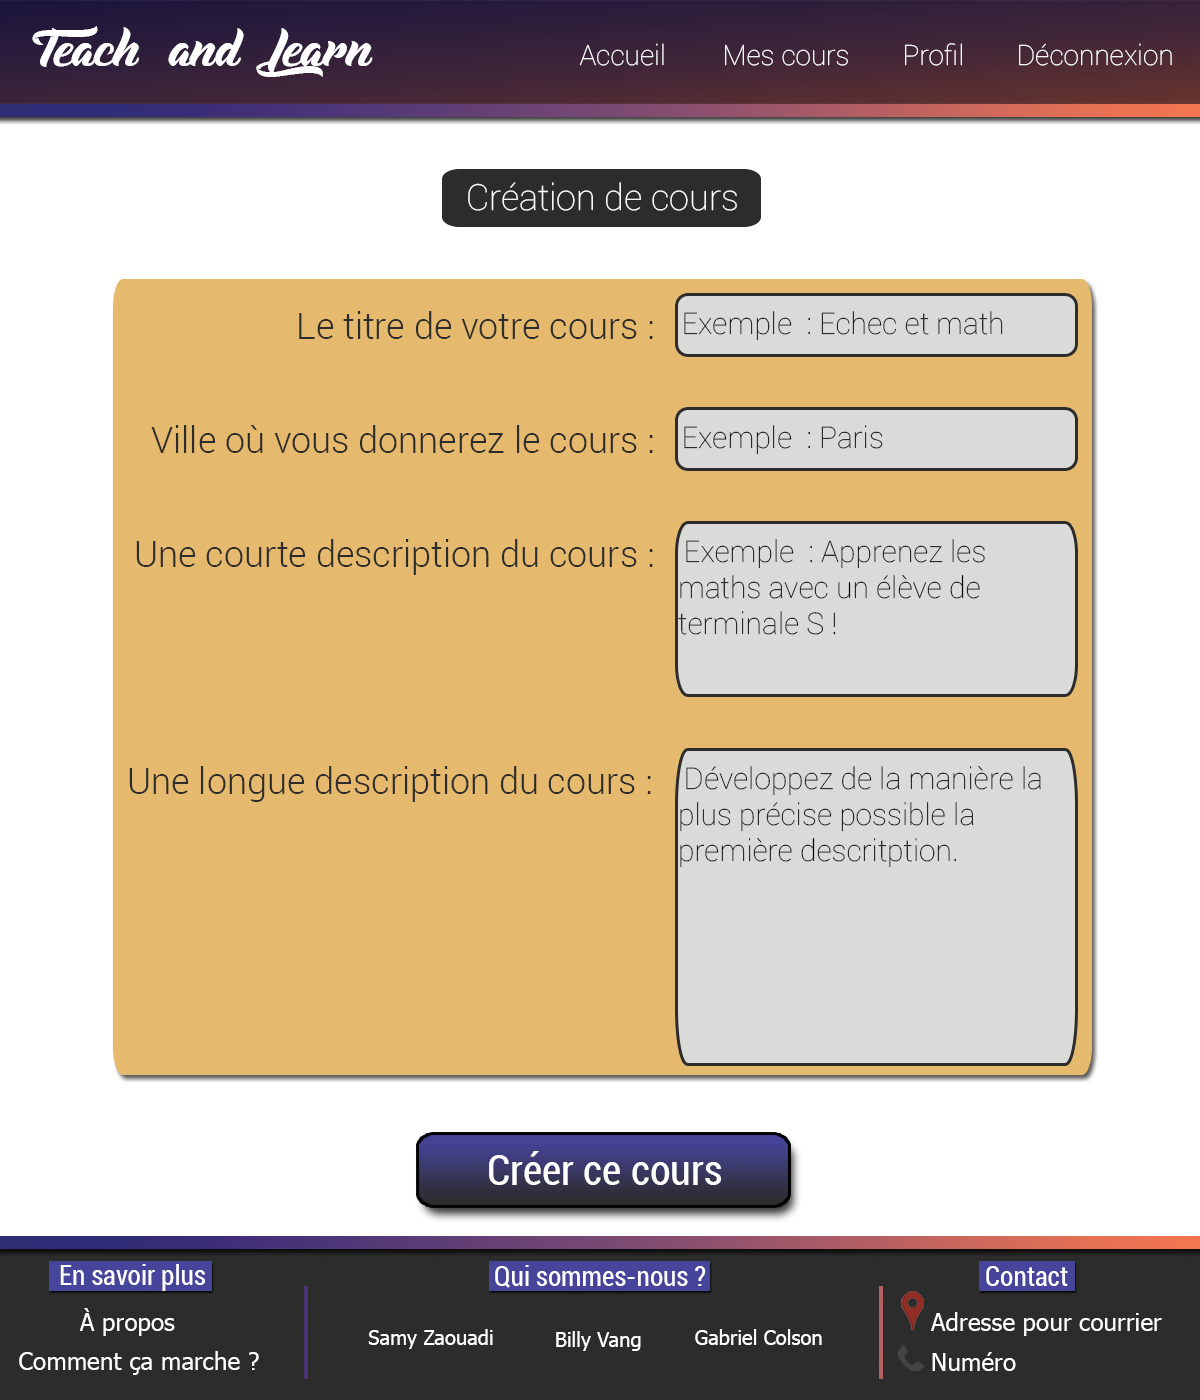 Teach and Learn
Accueil Mes cours Profil Déconnexion
Création de cours
Le titre de votre cours : Exemple : Echec et math
Ville où vous donnerez le cours : Exemple : Paris
Une courte description du cours : Exemple : Apprenez les
maths avec un élève de
terminale S !
Une longue description du cours : Développez de la manière la
plus précise possible la
première descritption.
Créer ce cours
En savoir plus
À propos
Comment ça marche ?
Qui sommes-nous ?
Samy Zaouadi Billy Vang Gabriel Colson
Contact
Adresse pour courrier
Numéro